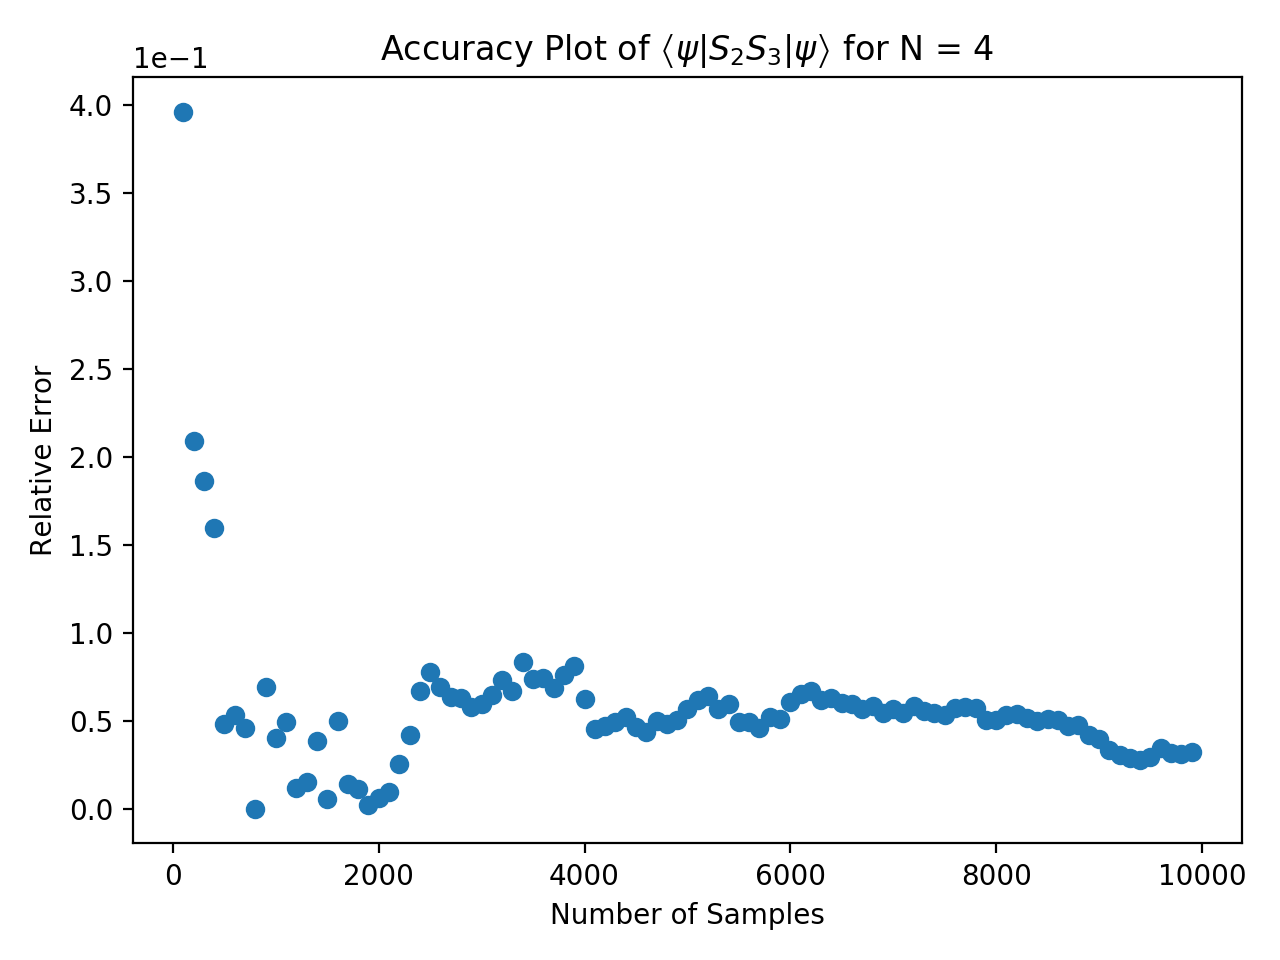 Accuracy Plot of ⟨ψ|S₂S₃|ψ⟩ for N = 4
1e−1
4.0
3.5
3.0
2.5
2.0
1.5
1.0
0.5
0.0
Relative Error
0 2000 4000 6000 8000 10000
Number of Samples